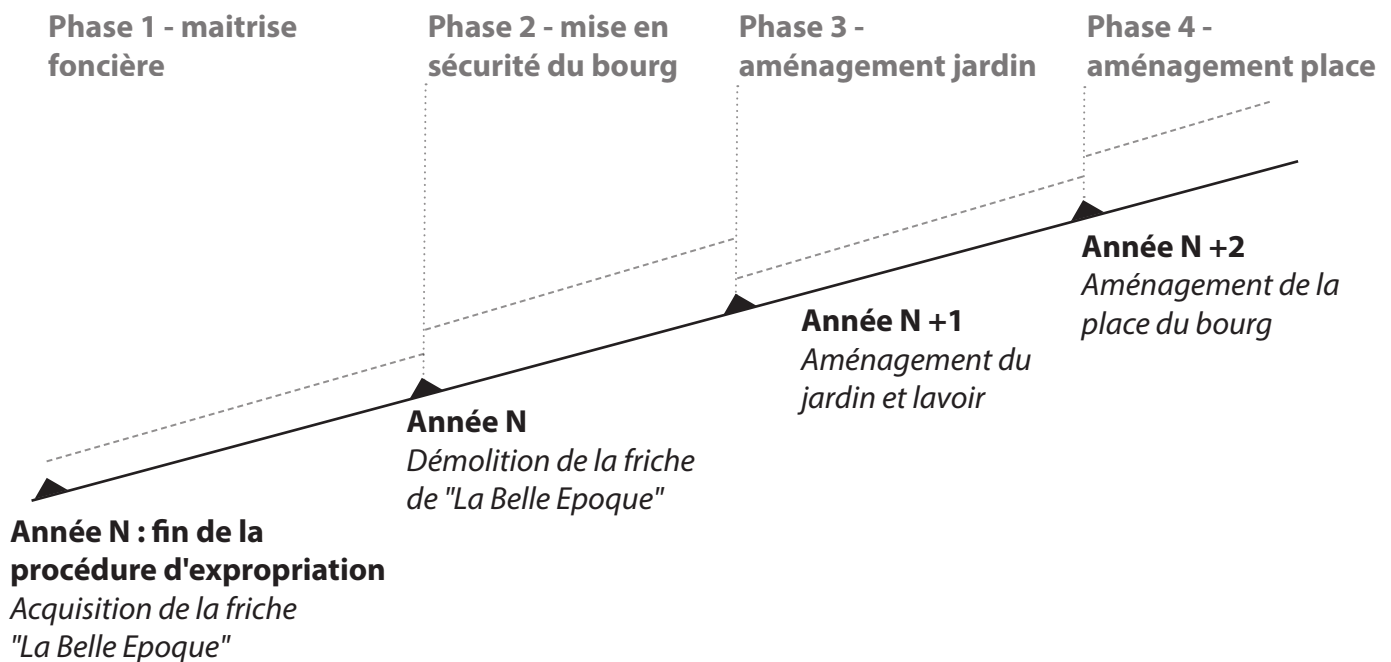 Phase 1 - maitrise
foncière
Phase 2 - mise en
sécurité du bourg
Phase 3 -
aménagement jardin
Phase 4 -
aménagement place
Année N +2
Aménagement de la
place du bourg
Année N +1
Aménagement du
jardin et lavoir
Année N
Démolition de la friche
de "La Belle Epoque"
Année N : fin de la
procédure d'expropriation
Acquisition de la friche
"La Belle Epoque"